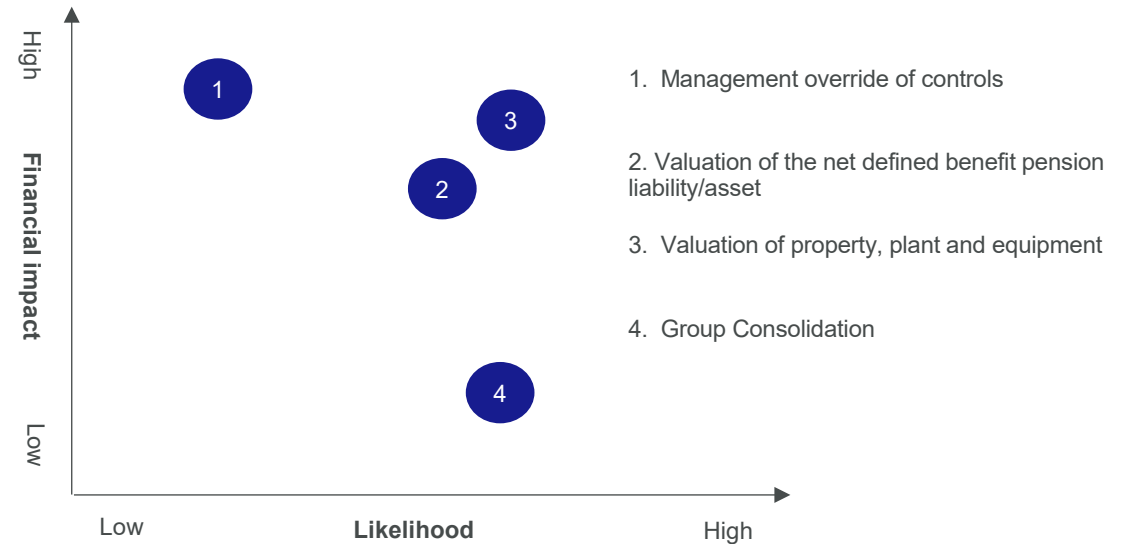 High
Financial impact
Low
1
3
2
4
Low
Likelihood
High
1. Management override of controls
2. Valuation of the net defined benefit pension
liability/asset
3. Valuation of property, plant and equipment
4. Group Consolidation